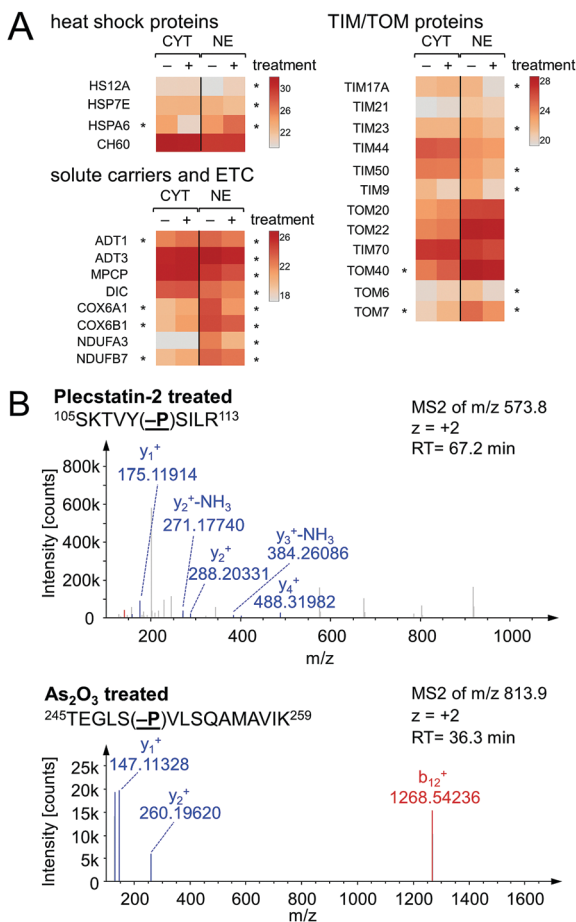 A
heat shock proteins
CYT NE
– + – + treatment
HS12A *
HSP7E *
HSPA6 * *
CH60
30
26
22
solute carriers and ETC
CYT NE
– + – + treatment
ADT1 * *
ADT3 *
MPCP *
DIC *
COX6A1 * *
COX6B1 * *
NDUFA3 *
NDUFB7 * *
26
22
18
TIM/TOM proteins
CYT NE
– + – + treatment
TIM17A *
TIM21
TIM23 *
TIM44
TIM50 *
TIM9 *
TOM20
TOM22
TIM70
TOM40 *
TOM6 *
TOM7 * *
28
24
20
B
Plecstatin-2 treated
¹⁰⁵SKTVY(–P)SILR¹¹³
MS2 of m/z 573.8
z = +2
RT= 67.2 min
Intensity [counts]
800k
600k
400k
200k
0
y₁⁺
175.11914
y₂⁺-NH₃
271.17740
y₂⁺
288.20331
y₃⁺-NH₃
384.26086
y₄⁺
488.31982
200 400 600 800 1000
m/z
As₂O₃ treated
²⁴⁵TEGLS(–P)VLSQAMAVIK²⁵⁹
MS2 of m/z 813.9
z = +2
RT= 36.3 min
Intensity [counts]
25k
20k
15k
10k
5k
0
y₁⁺
147.11328
y₂⁺
260.19620
b₁₂⁺
1268.54236
200 400 600 800 1000 1200 1400 1600
m/z